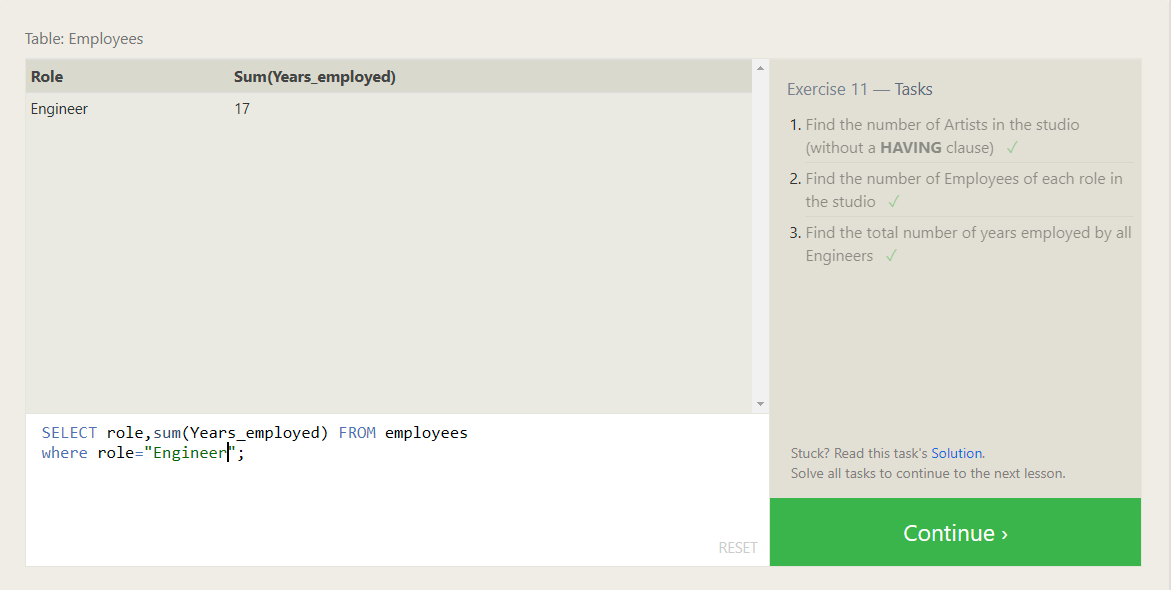 Table: Employees
Role Sum(Years_employed)
Engineer 17
SELECT role,sum(Years_employed) FROM employees
where role="Engineer";
RESET
Exercise 11 — Tasks
1. Find the number of Artists in the studio
(without a HAVING clause) ✓
2. Find the number of Employees of each role in
the studio ✓
3. Find the total number of years employed by all
Engineers ✓
Stuck? Read this task's Solution.
Solve all tasks to continue to the next lesson.
Continue ›